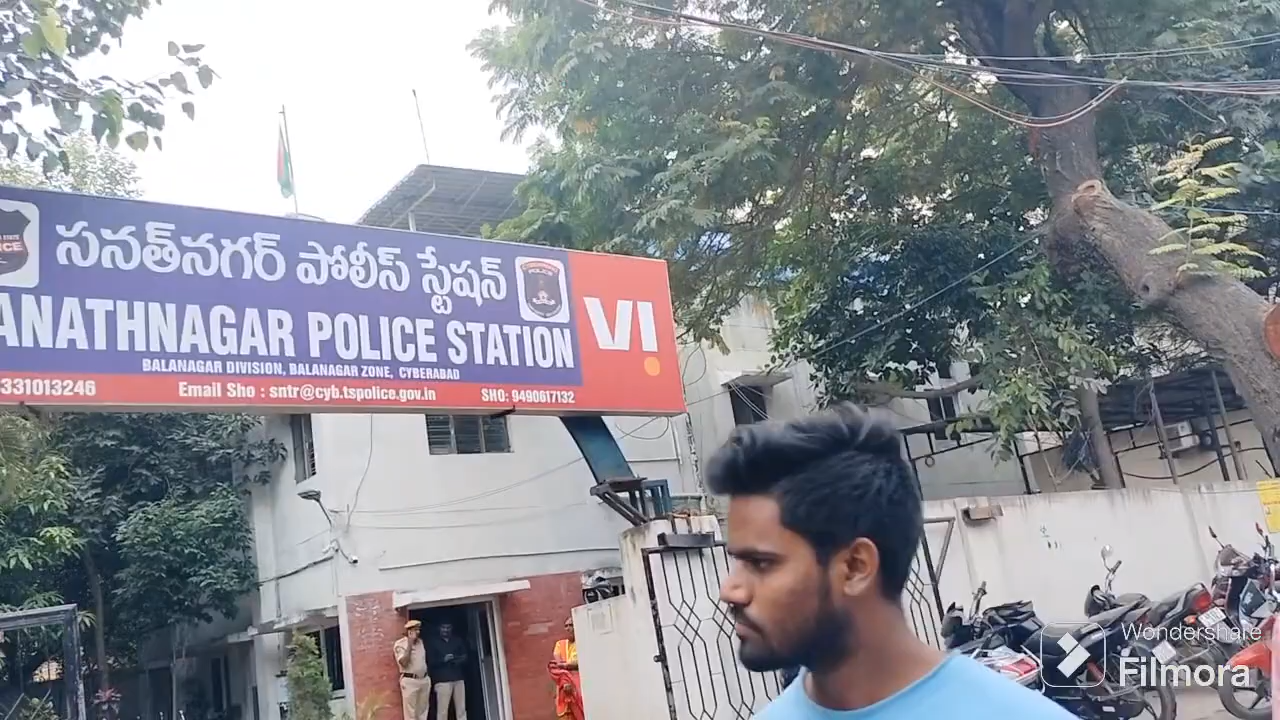 సనత్‌నగర్ పోలీస్ స్టేషన్
ANATHNAGAR POLICE STATION
BALANAGAR DIVISION, BALANAGAR ZONE, CYBERABAD
331013246 Email Sho : sntr@cyb.tspolice.gov.in SHO: 9490617132
VI
POLICE
Wondershare
Filmora